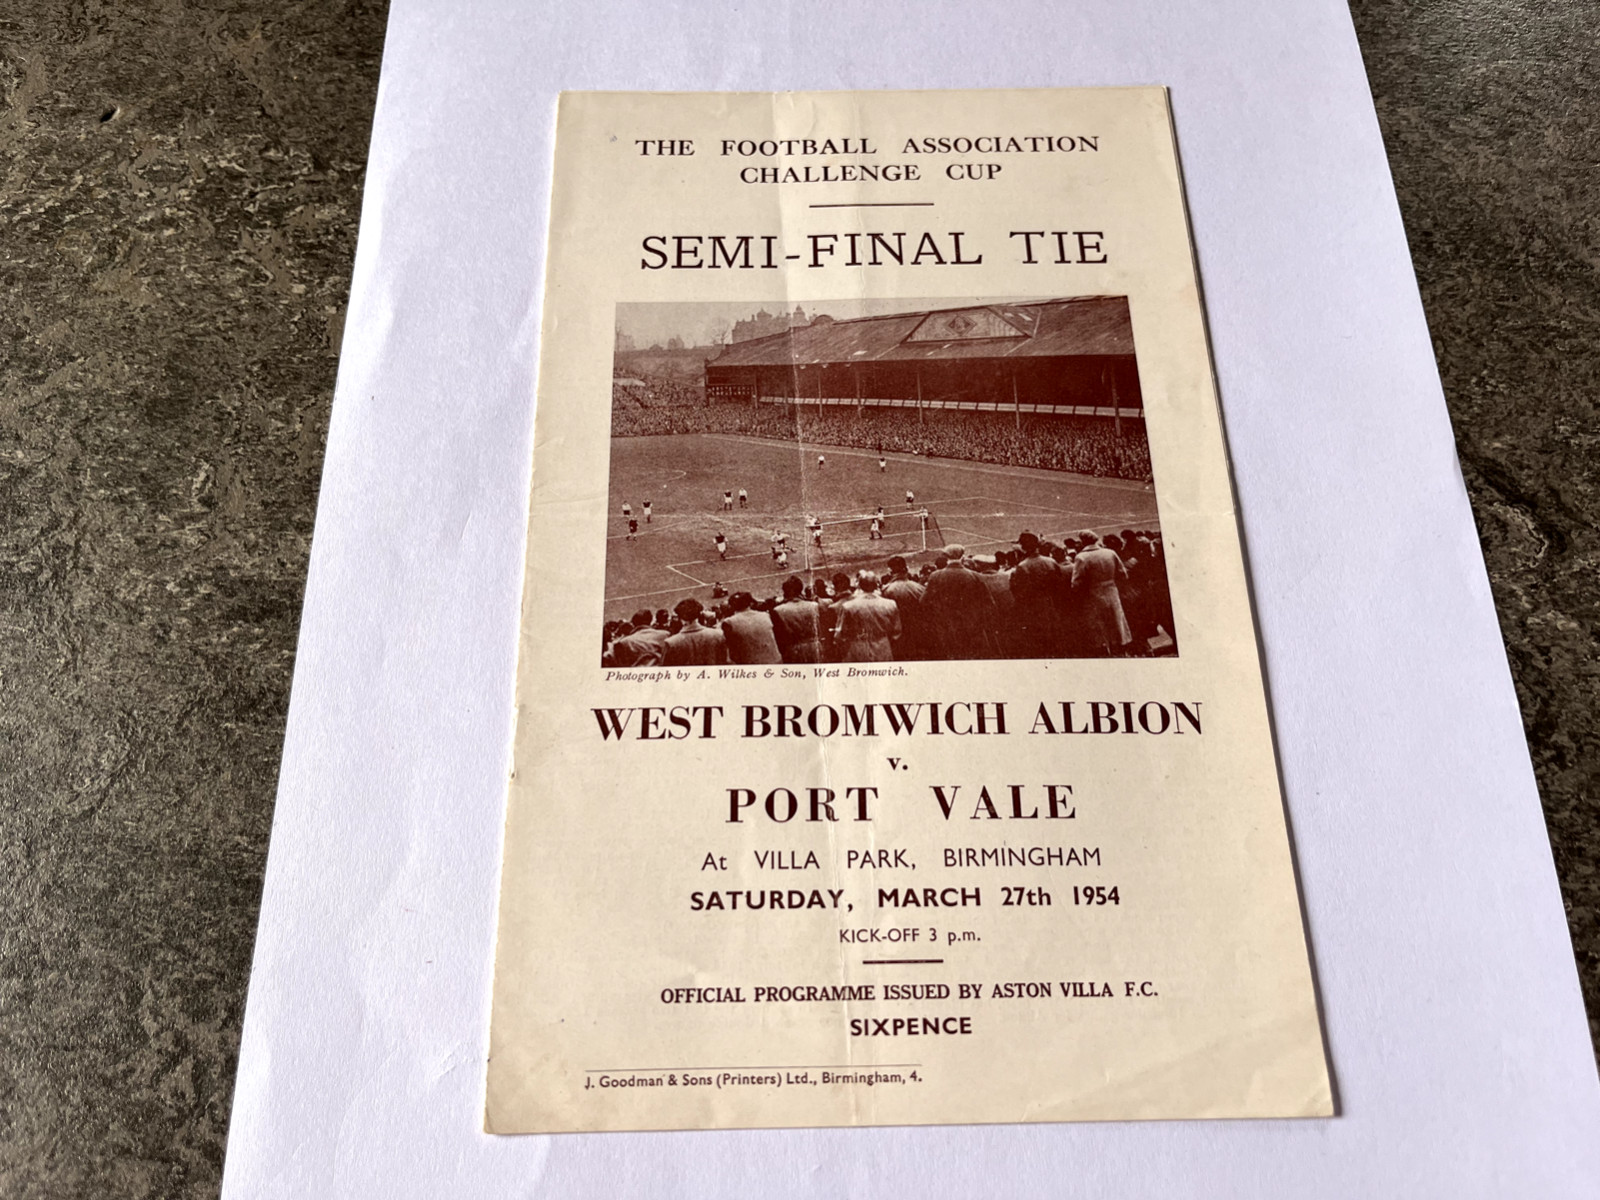 THE FOOTBALL ASSOCIATION
CHALLENGE CUP
SEMI-FINAL TIE
Photograph by A. Wilkes & Son, West Bromwich.
WEST BROMWICH ALBION
v.
PORT VALE
At VILLA PARK, BIRMINGHAM
SATURDAY, MARCH 27th 1954
KICK-OFF 3 p.m.
OFFICIAL PROGRAMME ISSUED BY ASTON VILLA F.C.
SIXPENCE
J. Goodman & Sons (Printers) Ltd., Birmingham, 4.